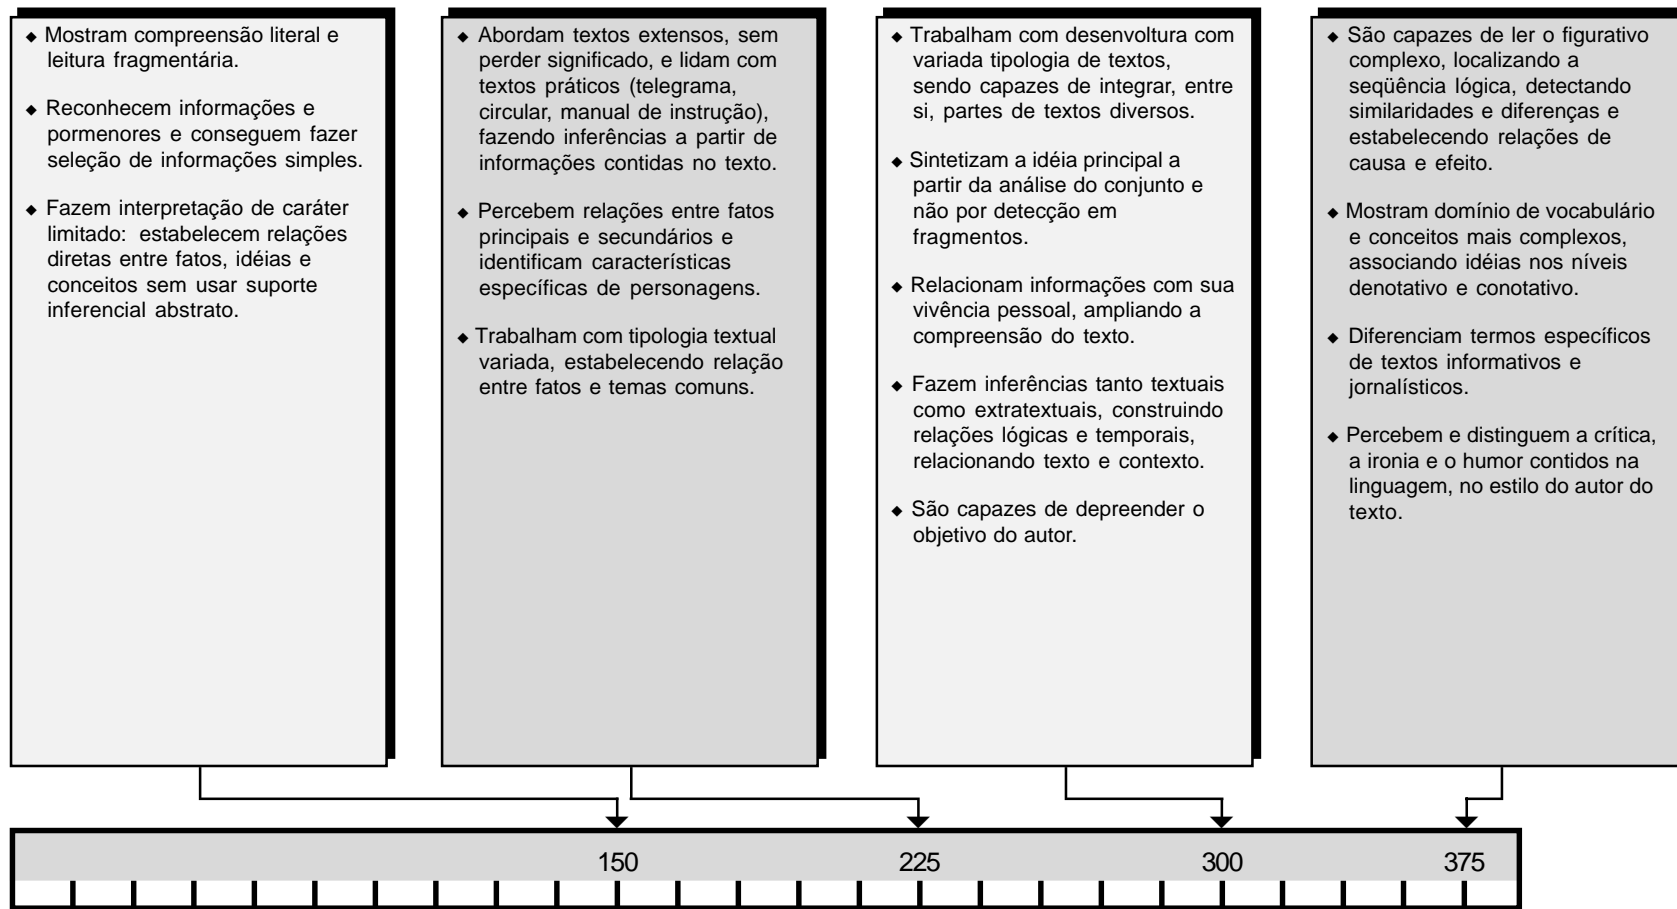 ◆ Mostram compreensão literal e
leitura fragmentária.
◆ Reconhecem informações e
pormenores e conseguem fazer
seleção de informações simples.
◆ Fazem interpretação de caráter
limitado: estabelecem relações
diretas entre fatos, idéias e
conceitos sem usar suporte
inferencial abstrato.
◆ Abordam textos extensos, sem
perder significado, e lidam com
textos práticos (telegrama,
circular, manual de instrução),
fazendo inferências a partir de
informações contidas no texto.
◆ Percebem relações entre fatos
principais e secundários e
identificam características
específicas de personagens.
◆ Trabalham com tipologia textual
variada, estabelecendo relação
entre fatos e temas comuns.
◆ Trabalham com desenvoltura com
variada tipologia de textos,
sendo capazes de integrar, entre
si, partes de textos diversos.
◆ Sintetizam a idéia principal a
partir da análise do conjunto e
não por detecção em
fragmentos.
◆ Relacionam informações com sua
vivência pessoal, ampliando a
compreensão do texto.
◆ Fazem inferências tanto textuais
como extratextuais, construindo
relações lógicas e temporais,
relacionando texto e contexto.
◆ São capazes de depreender o
objetivo do autor.
◆ São capazes de ler o figurativo
complexo, localizando a
seqüência lógica, detectando
similaridades e diferenças e
estabelecendo relações de
causa e efeito.
◆ Mostram domínio de vocabulário
e conceitos mais complexos,
associando idéias nos níveis
denotativo e conotativo.
◆ Diferenciam termos específicos
de textos informativos e
jornalísticos.
◆ Percebem e distinguem a crítica,
a ironia e o humor contidos na
linguagem, no estilo do autor do
texto.
150 225 300 375